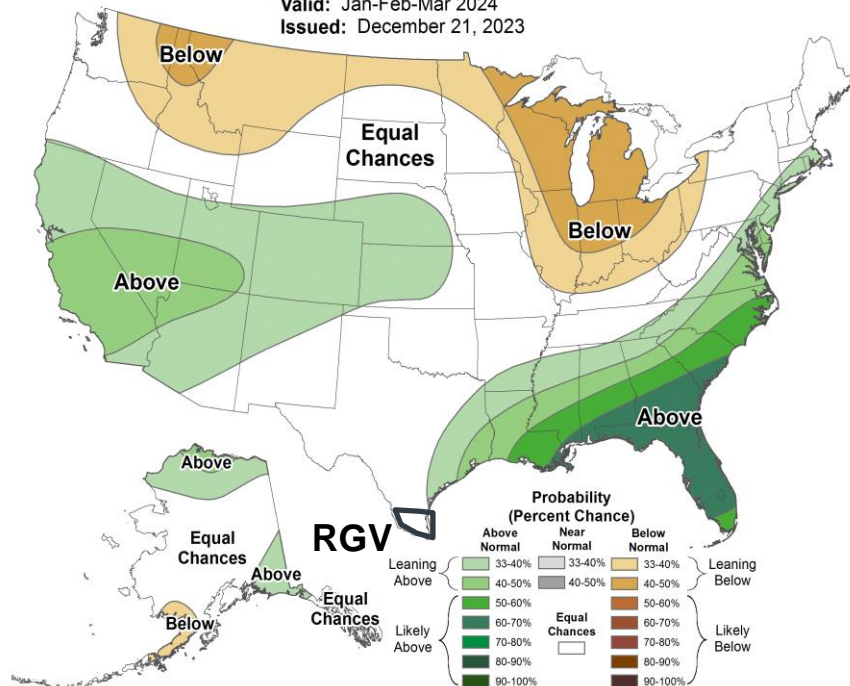 Valid: Jan-Feb-Mar 2024
Issued: December 21, 2023
Below
Equal
Chances
Below
Above
Above
Above
Equal
Chances
Above
Equal
Chances
Below
RGV
Probability
(Percent Chance)
Above
Normal
Near
Normal
Below
Normal
Leaning
Above
33-40%
33-40%
33-40%
Leaning
Below
40-50%
40-50%
40-50%
Likely
Above
50-60%
50-60%
60-70%
60-70%
70-80%
70-80%
80-90%
80-90%
90-100%
90-100%
Equal
Chances
Likely
Below